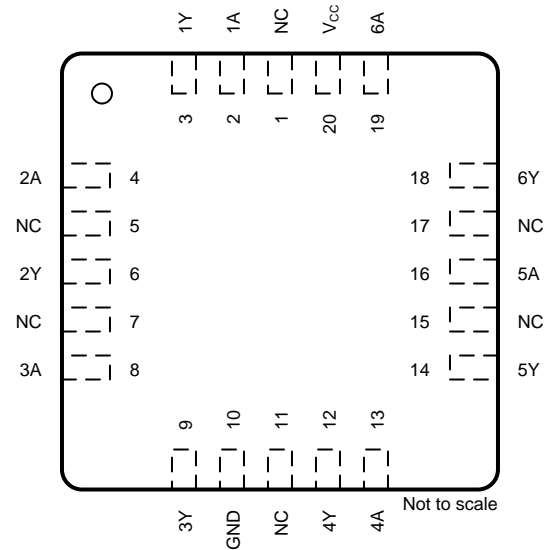 1Y 1A NC VCC 6A
3 2 1 20 19
2A 4 18 6Y
NC 5 17 NC
2Y 6 16 5A
NC 7 15 NC
3A 8 14 5Y
9 10 11 12 13
3Y GND NC 4Y 4A
Not to scale